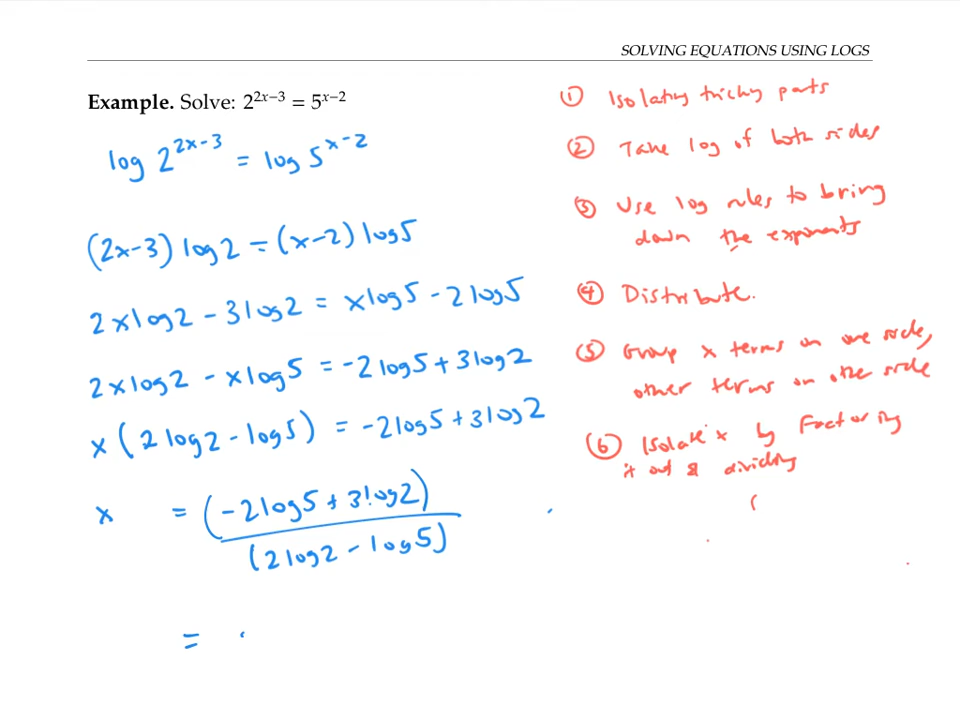 SOLVING EQUATIONS USING LOGS
Example. Solve: 2^{2x−3} = 5^{x−2}
log 2^{2x-3} = log 5^{x-2}
(2x-3) log 2 = (x-2) log 5
2x log 2 - 3 log 2 = x log 5 - 2 log 5
2x log 2 - x log 5 = -2 log 5 + 3 log 2
x (2 log 2 - log 5) = -2 log 5 + 3 log 2
x = (-2 log 5 + 3 log 2)
(2 log 2 - log 5)
=
① Isolating tricky parts
② Take log of both sides
③ Use log rules to bring
down the exponents
④ Distribute.
⑤ Group x terms on one side,
other terms on other side
⑥ Isolate x by Factoring
it out & dividing
(